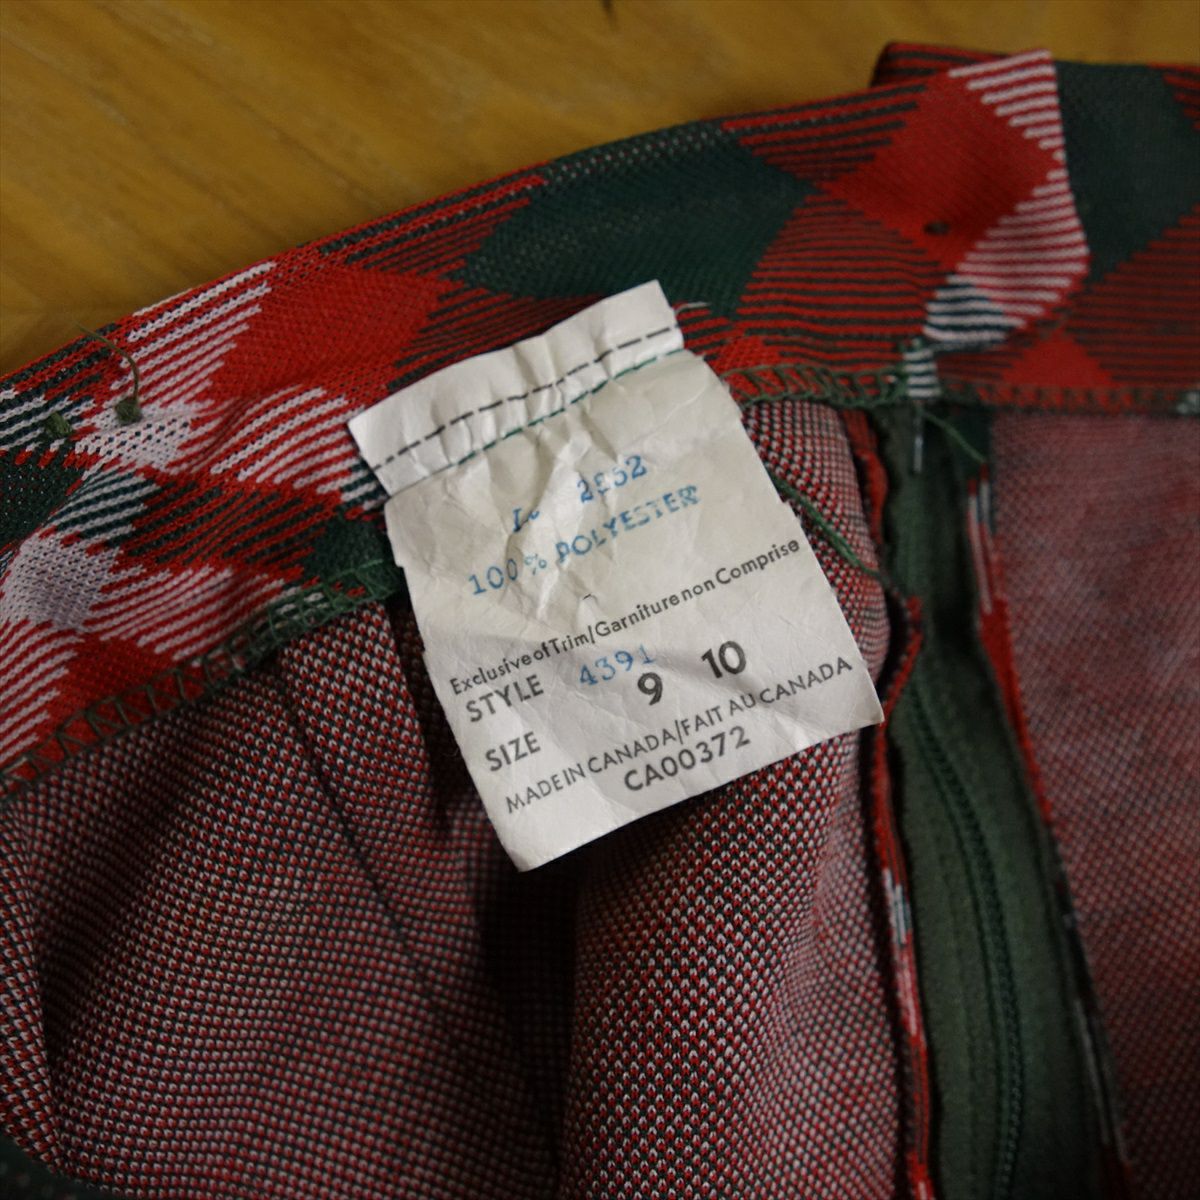 2952
100% POLYESTER
Exclusive of Trim/Garniture non Comprise
STYLE 4391
SIZE 9 10
MADE IN CANADA/FAIT AU CANADA
CA00372